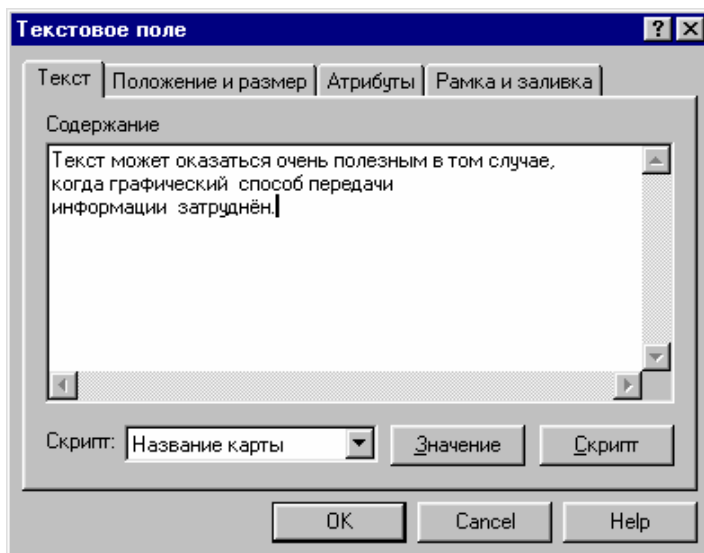 Текстовое поле
Текст Положение и размер Атрибуты Рамка и заливка
Содержание
Текст может оказаться очень полезным в том случае,
когда графический способ передачи
информации затруднён.
Скрипт: Название карты Значение Скрипт
OK Cancel Help